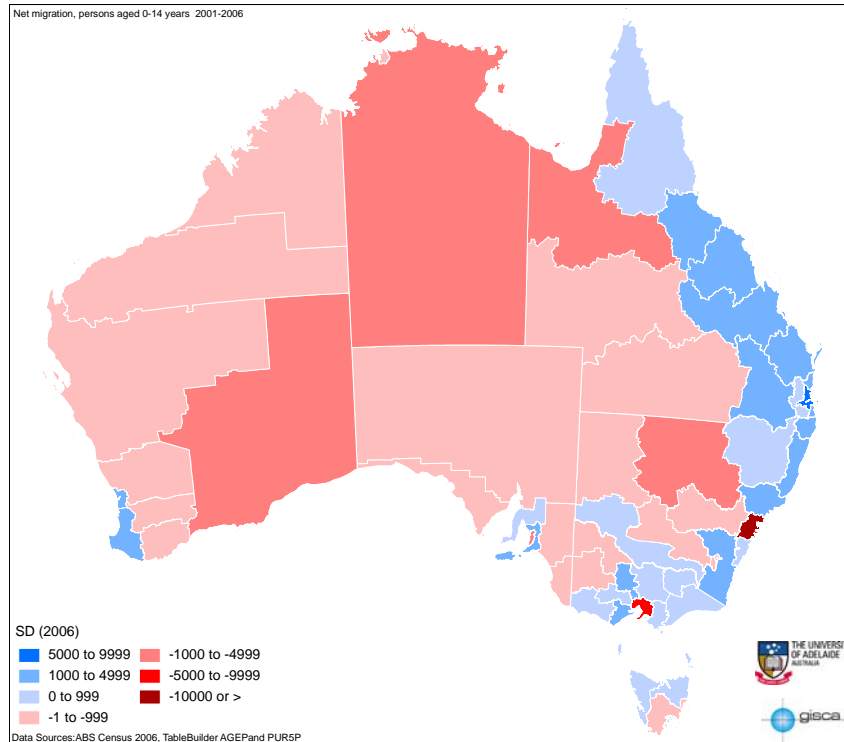 Net migration, persons aged 0-14 years 2001-2006
SD (2006)
5000 to 9999
1000 to 4999
0 to 999
-1 to -999
-1000 to -4999
-5000 to -9999
-10000 or >
THE UNIVERSI
OF ADELAIDE
AUSTRALIA
gisca
Data Sources:ABS Census 2006, TableBuilder AGEPand PUR5P